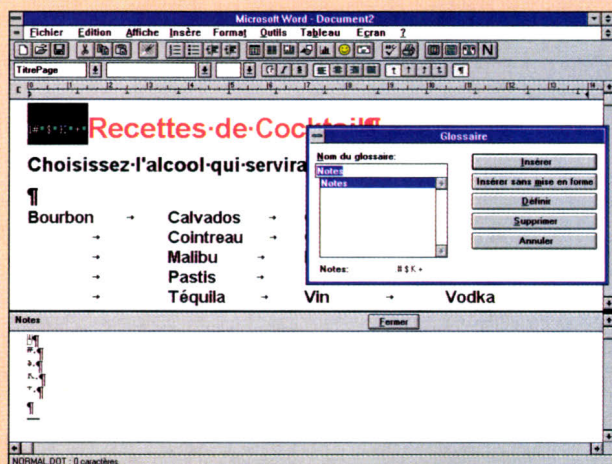 Microsoft Word - Document2
Fichier Edition Affiche Insère Format Outils Tableau Ecran ?
TitrePage
Recettes·de·Cocktail¶
Glossaire
Nom du glossaire:
Notes
Notes
Insérer
Insérer sans mise en forme
Définir
Supprimer
Annuler
Notes: # $ K +
Choisissez·l'alcool·qui·servira
¶
Bourbon → Calvados →
→ Cointreau →
→ Malibu →
→ Pastis →
→ Téquila → Vin → Vodka
Notes Fermer
¶
NORMAL.DOT : 0 caractères